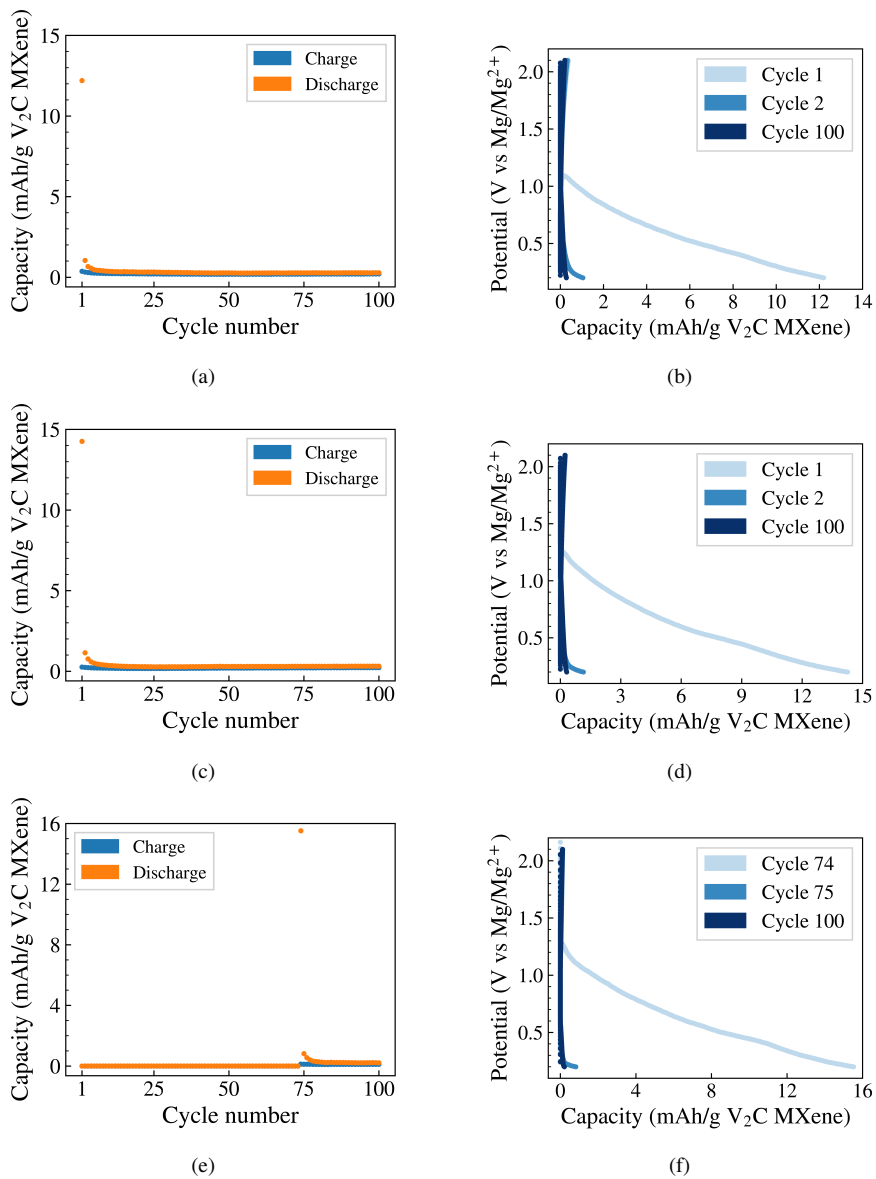 Capacity (mAh/g V₂C MXene)
15
10
5
0
1
25
50
75
100
Cycle number
Charge
Discharge
(a)
Potential (V vs Mg/Mg²⁺)
2.0
1.5
1.0
0.5
0
2
4
6
8
10
12
14
Capacity (mAh/g V₂C MXene)
Cycle 1
Cycle 2
Cycle 100
(b)
Capacity (mAh/g V₂C MXene)
15
10
5
0
1
25
50
75
100
Cycle number
Charge
Discharge
(c)
Potential (V vs Mg/Mg²⁺)
2.0
1.5
1.0
0.5
0
3
6
9
12
15
Capacity (mAh/g V₂C MXene)
Cycle 1
Cycle 2
Cycle 100
(d)
Capacity (mAh/g V₂C MXene)
16
12
8
4
0
1
25
50
75
100
Cycle number
Charge
Discharge
(e)
Potential (V vs Mg/Mg²⁺)
2.0
1.5
1.0
0.5
0
4
8
12
16
Capacity (mAh/g V₂C MXene)
Cycle 74
Cycle 75
Cycle 100
(f)